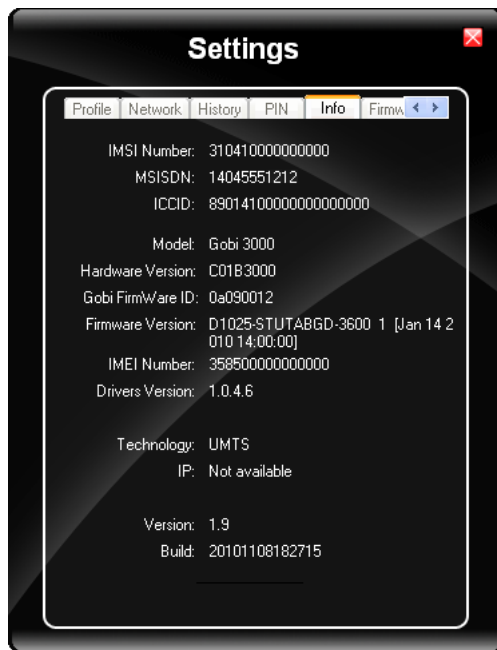 Settings
Profile Network History PIN Info Firmw
IMSI Number: 310410000000000
MSISDN: 14045551212
ICCID: 89014100000000000000
Model: Gobi 3000
Hardware Version: C01B3000
Gobi FirmWare ID: 0a090012
Firmware Version: D1025-STUTABGD-3600 1 [Jan 14 2
010 14:00:00]
IMEI Number: 358500000000000
Drivers Version: 1.0.4.6
Technology: UMTS
IP: Not available
Version: 1.9
Build: 20101108182715